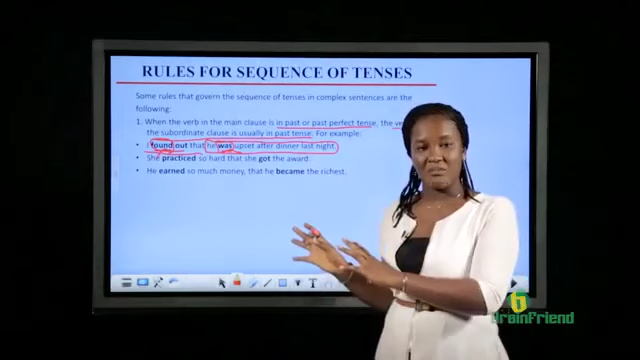 RULES FOR SEQUENCE OF TENSES
Some rules that govern the sequence of tenses in complex sentences are the
following:
1. When the verb in the main clause is in past or past perfect tense, the
the subordinate clause is usually in past tense. For example:
• I found out that he was upset after dinner last night.
• She practiced so hard that she got the award.
• He earned so much money, that he became the richest.
6
BrainFriend